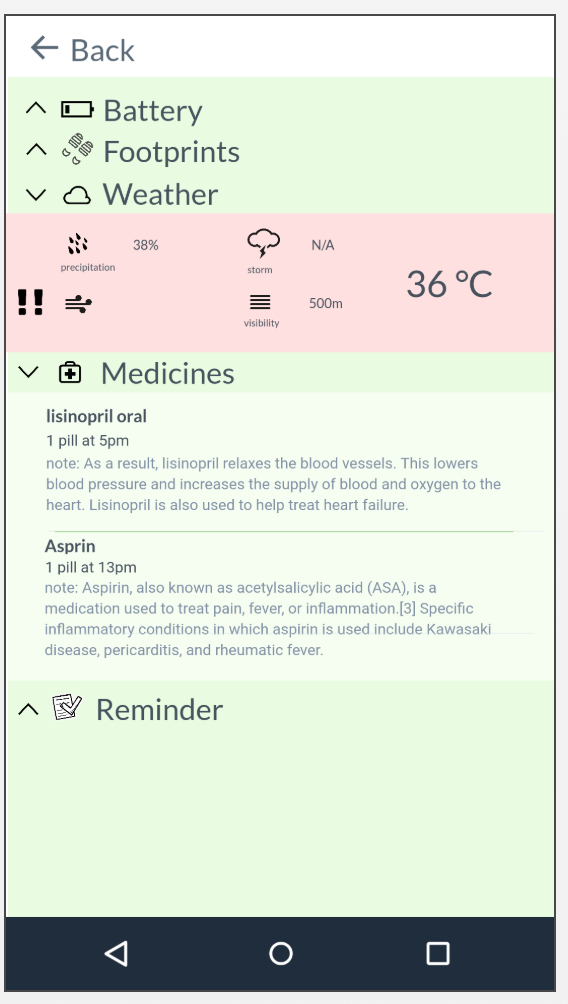 Back
Battery
Footprints
Weather
38%
N/A
precipitation
storm
36 °C
!!
500m
visibility
Medicines
lisinopril oral
1 pill at 5pm
note: As a result, lisinopril relaxes the blood vessels. This lowers
blood pressure and increases the supply of blood and oxygen to the
heart. Lisinopril is also used to help treat heart failure.
Asprin
1 pill at 13pm
note: Aspirin, also known as acetylsalicylic acid (ASA), is a
medication used to treat pain, fever, or inflammation.[3] Specific
inflammatory conditions in which aspirin is used include Kawasaki
disease, pericarditis, and rheumatic fever.
Reminder